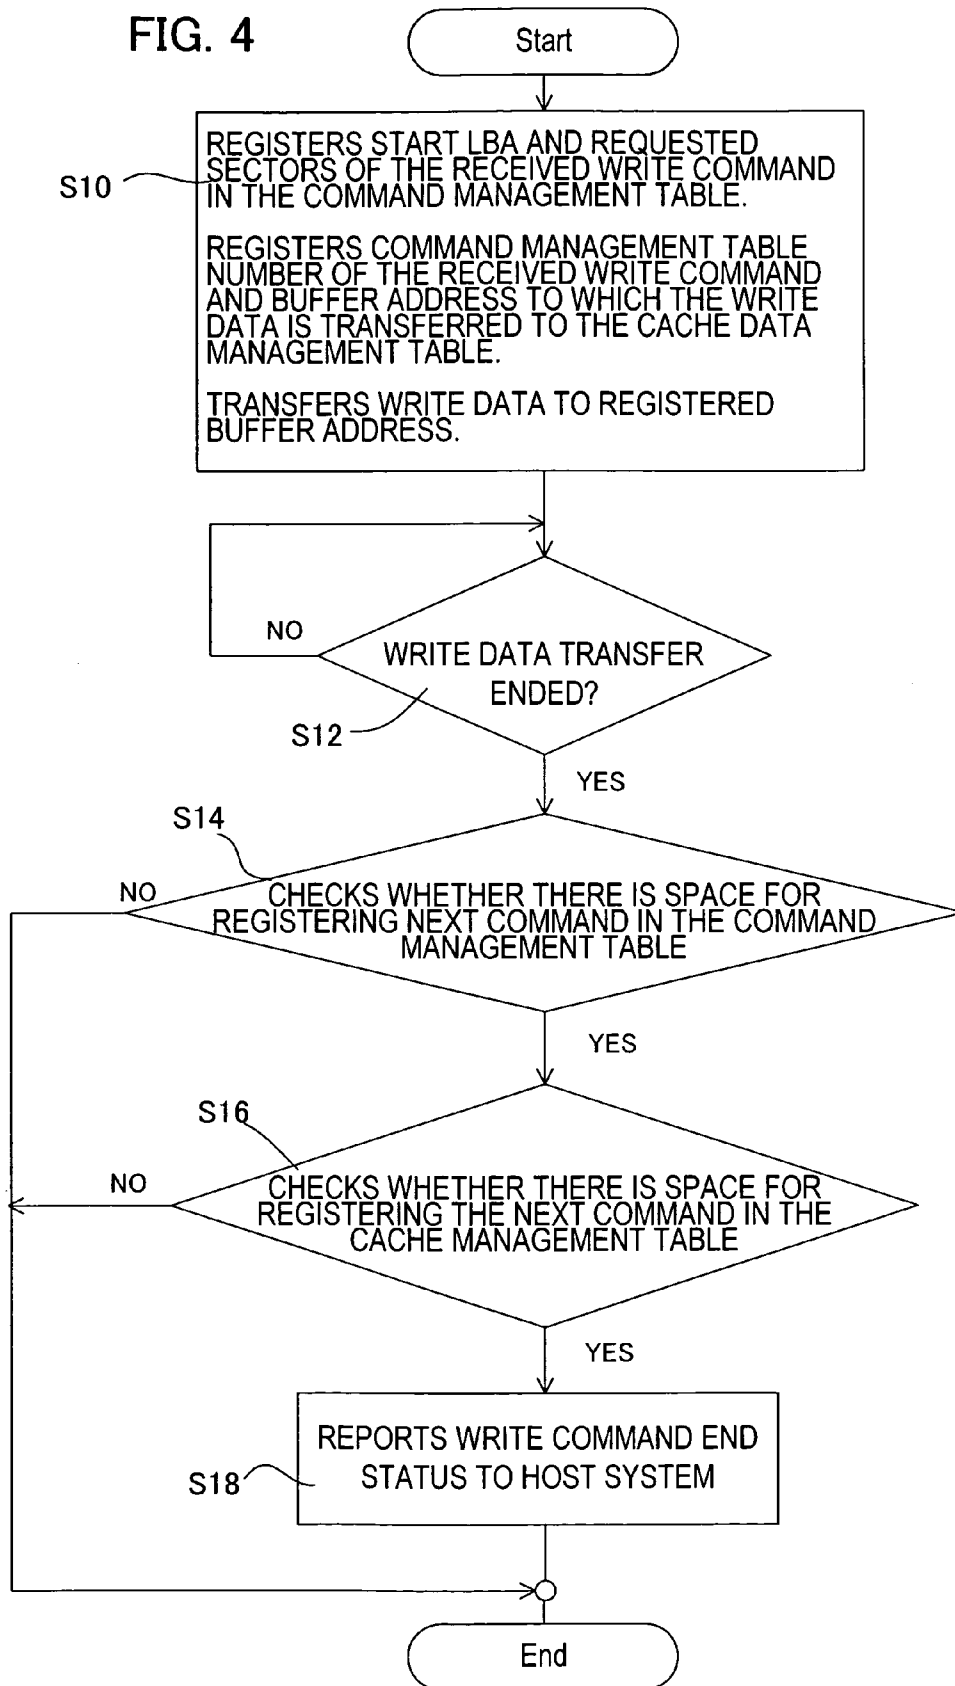 FIG. 4
Start
S10
REGISTERS START LBA AND REQUESTED
SECTORS OF THE RECEIVED WRITE COMMAND
IN THE COMMAND MANAGEMENT TABLE.
REGISTERS COMMAND MANAGEMENT TABLE
NUMBER OF THE RECEIVED WRITE COMMAND
AND BUFFER ADDRESS TO WHICH THE WRITE
DATA IS TRANSFERRED TO THE CACHE DATA
MANAGEMENT TABLE.
TRANSFERS WRITE DATA TO REGISTERED
BUFFER ADDRESS.
NO
WRITE DATA TRANSFER
ENDED?
S12
YES
S14
NO
CHECKS WHETHER THERE IS SPACE FOR
REGISTERING NEXT COMMAND IN THE COMMAND
MANAGEMENT TABLE
YES
S16
NO
CHECKS WHETHER THERE IS SPACE FOR
REGISTERING THE NEXT COMMAND IN THE
CACHE MANAGEMENT TABLE
YES
REPORTS WRITE COMMAND END
STATUS TO HOST SYSTEM
S18
End